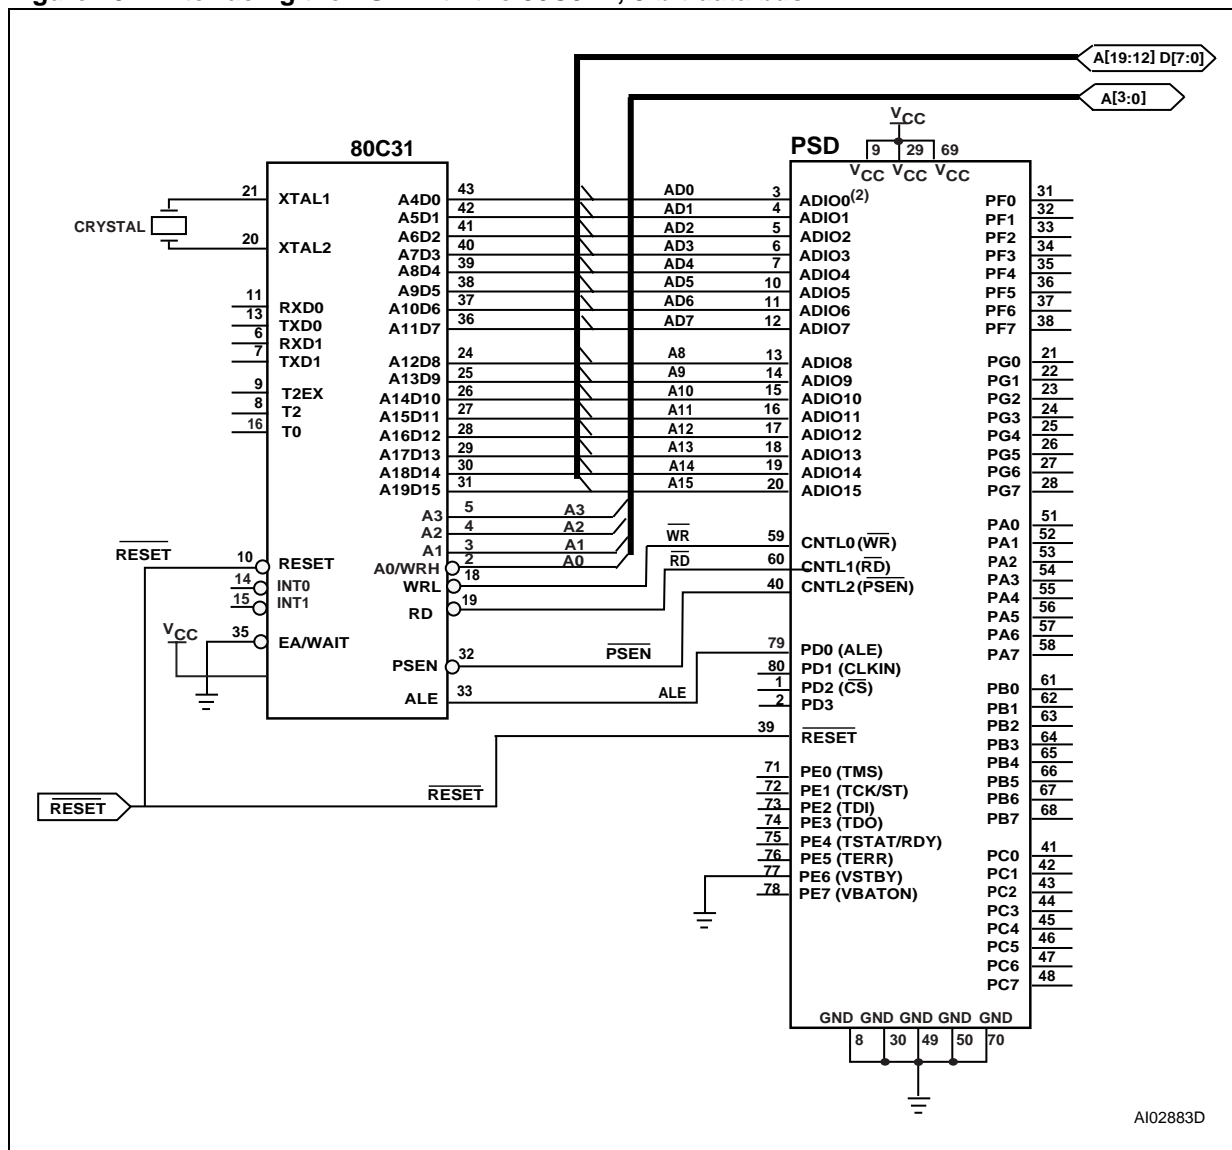 A[19:12] D[7:0]
A[3:0]
VCC
80C31
PSD
9 29 69
VCC VCC VCC
CRYSTAL
21 XTAL1
20 XTAL2
11 RXD0
13 TXD0
6 RXD1
7 TXD1
9 T2EX
8 T2
16 T0
RESET
10 RESET
14 INT0
15 INT1
VCC
35 EA/WAIT
A4D0 43 AD0 3 ADIO0(2)
A5D1 42 AD1 4 ADIO1
A6D2 41 AD2 5 ADIO2
A7D3 40 AD3 6 ADIO3
A8D4 39 AD4 7 ADIO4
A9D5 38 AD5 10 ADIO5
A10D6 37 AD6 11 ADIO6
A11D7 36 AD7 12 ADIO7
A12D8 24 A8 13 ADIO8
A13D9 25 A9 14 ADIO9
A14D10 26 A10 15 ADIO10
A15D11 27 A11 16 ADIO11
A16D12 28 A12 17 ADIO12
A17D13 29 A13 18 ADIO13
A18D14 30 A14 19 ADIO14
A19D15 31 A15 20 ADIO15
A3 5 A3
A2 4 A2
A1 3 A1
A0/WRH 2 A0
WRL 18 WR 59 CNTL0 (WR)
RD 19 RD 60 CNTL1(RD)
40 CNTL2 (PSEN)
PSEN 32 PSEN
ALE 33 ALE 79 PD0 (ALE)
80 PD1 (CLKIN)
1 PD2 (CS)
2 PD3
39 RESET
RESET RESET
71 PE0 (TMS)
72 PE1 (TCK/ST)
73 PE2 (TDI)
74 PE3 (TDO)
75 PE4 (TSTAT/RDY)
76 PE5 (TERR)
77 PE6 (VSTBY)
78 PE7 (VBATON)
PF0 31
PF1 32
PF2 33
PF3 34
PF4 35
PF5 36
PF6 37
PF7 38
PG0 21
PG1 22
PG2 23
PG3 24
PG4 25
PG5 26
PG6 27
PG7 28
PA0 51
PA1 52
PA2 53
PA3 54
PA4 55
PA5 56
PA6 57
PA7 58
PB0 61
PB1 62
PB2 63
PB3 64
PB4 65
PB5 66
PB6 67
PB7 68
PC0 41
PC1 42
PC2 43
PC3 44
PC4 45
PC5 46
PC6 47
PC7 48
GND GND GND GND GND
8 30 49 50 70
AI02883D